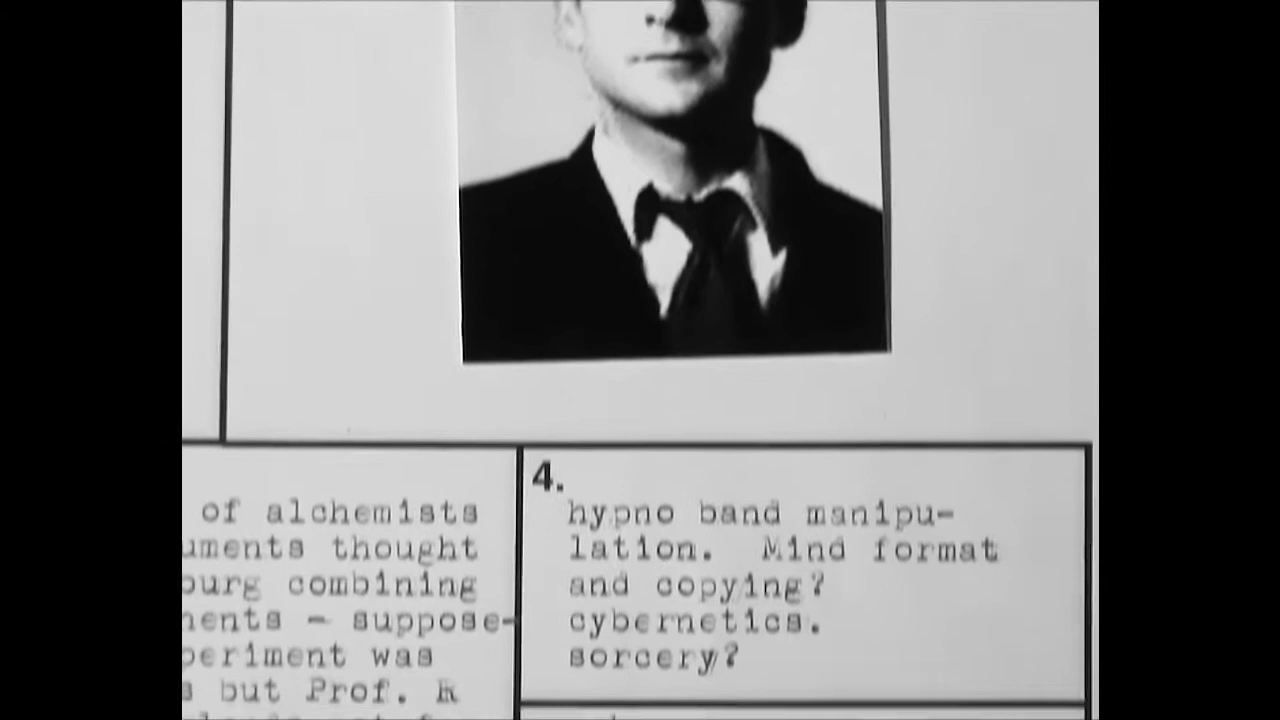 of alchemists
uments thought
burg combining
ments — suppose-
periment was
s but Prof. K
4.
hypno band manipu-
lation. Mind format
and copying?
cybernetics.
sorcery?